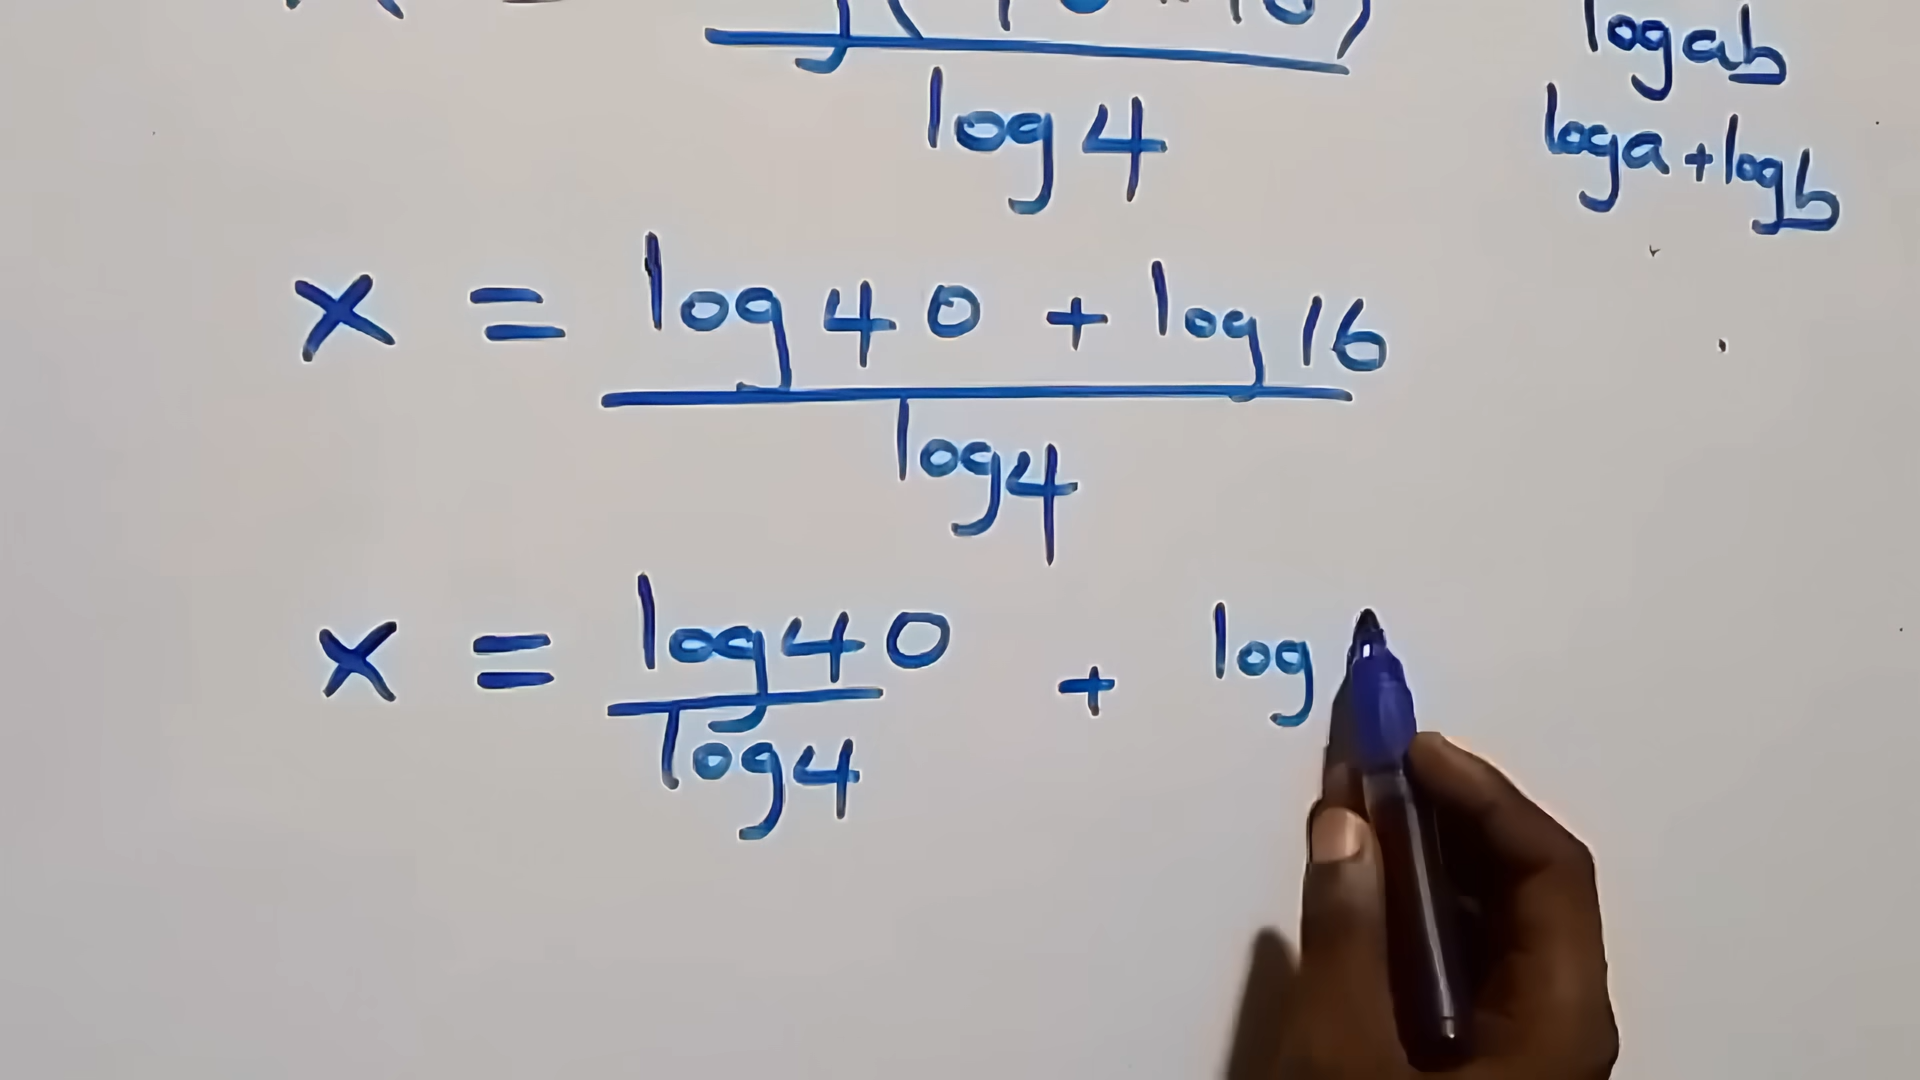 log 4
log ab
log a + log b
x = log 40 + log 16
log 4
x = log 40 + log
log 4